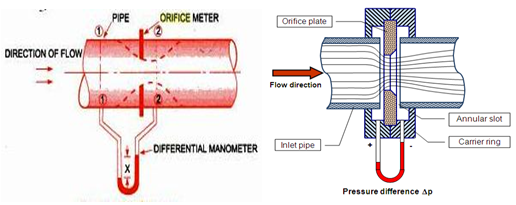 ① PIPE
ORIFICE METER
②
DIRECTION OF FLOW
① ②
X
DIFFERENTIAL MANOMETER
Orifice plate
Flow direction
Inlet pipe
Annular slot
Carrier ring
+ -
Pressure difference Δp